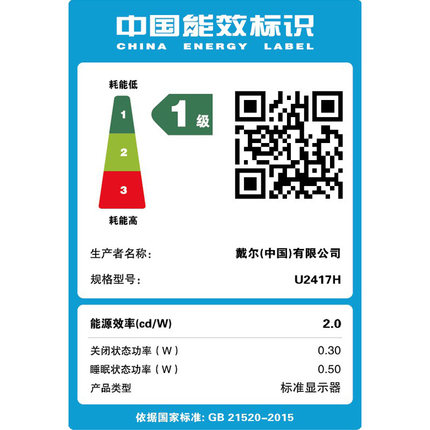 中国能效标识
CHINA ENERGY LABEL
耗能低
1
2
3
耗能高
1级
生产者名称： 戴尔(中国)有限公司
规格型号： U2417H
能源效率(cd/W) 2.0
关闭状态功率（W） 0.30
睡眠状态功率（W） 0.50
产品类型 标准显示器
依据国家标准: GB 21520-2015